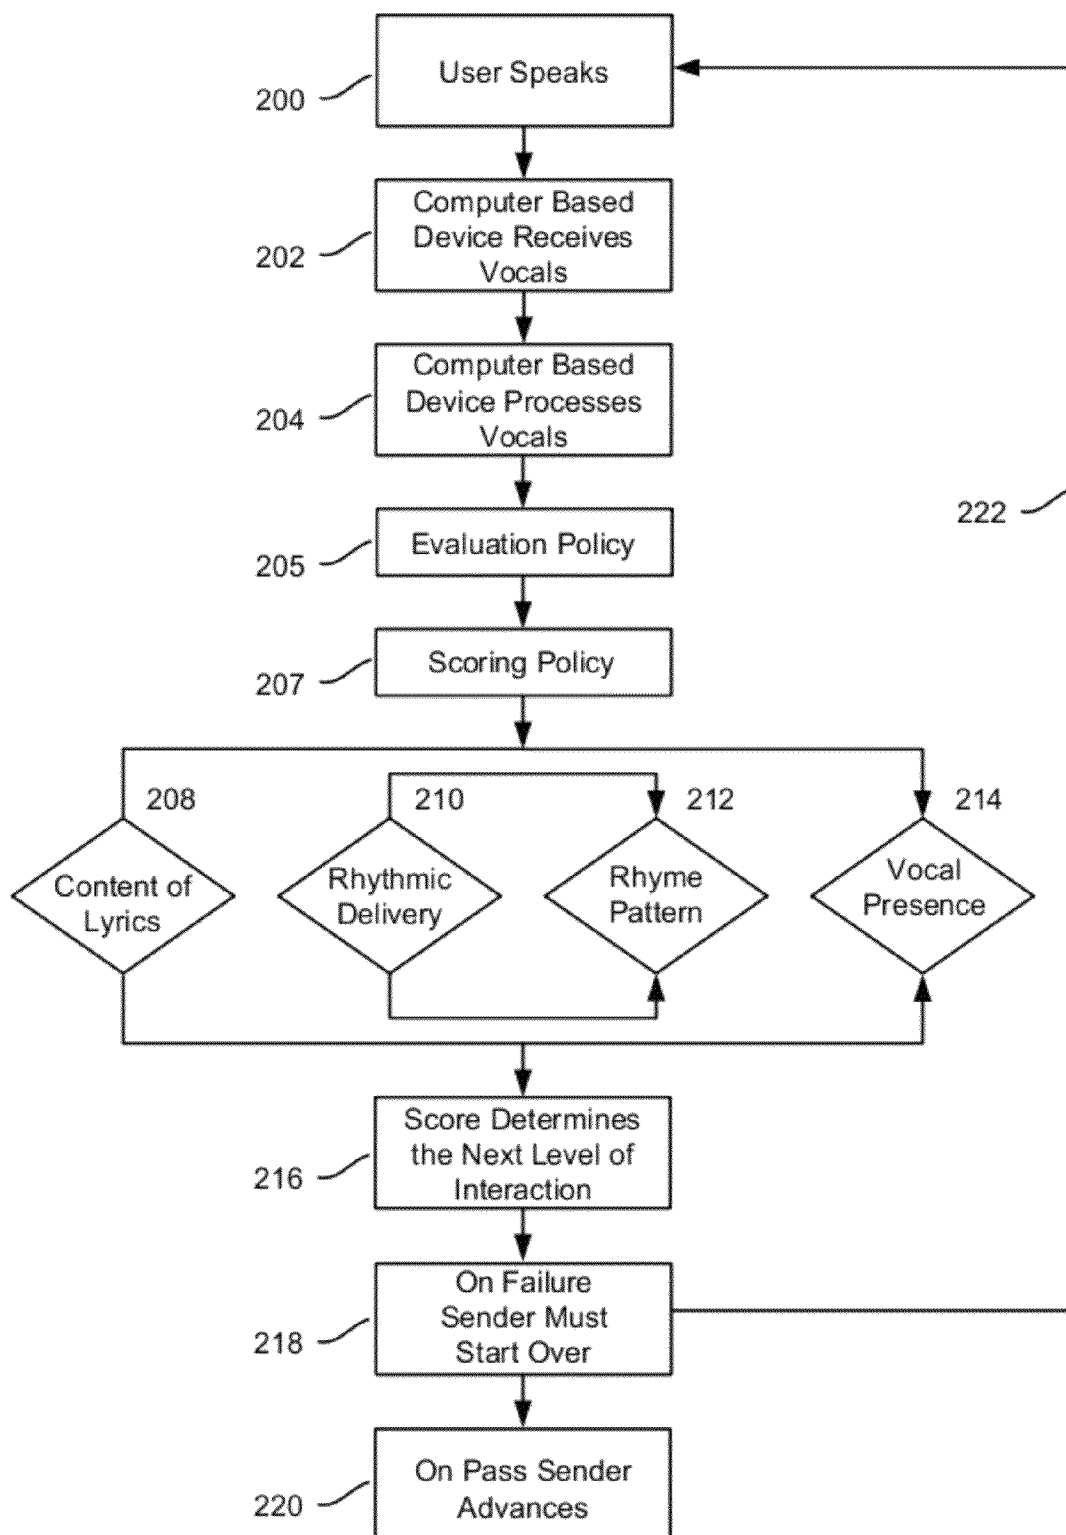 User Speaks
200
Computer Based
Device Receives
Vocals
202
Computer Based
Device Processes
Vocals
204
222
Evaluation Policy
205
Scoring Policy
207
208
210
212
214
Content of
Lyrics
Rhythmic
Delivery
Rhyme
Pattern
Vocal
Presence
Score Determines
the Next Level of
Interaction
216
On Failure
Sender Must
Start Over
218
On Pass Sender
Advances
220